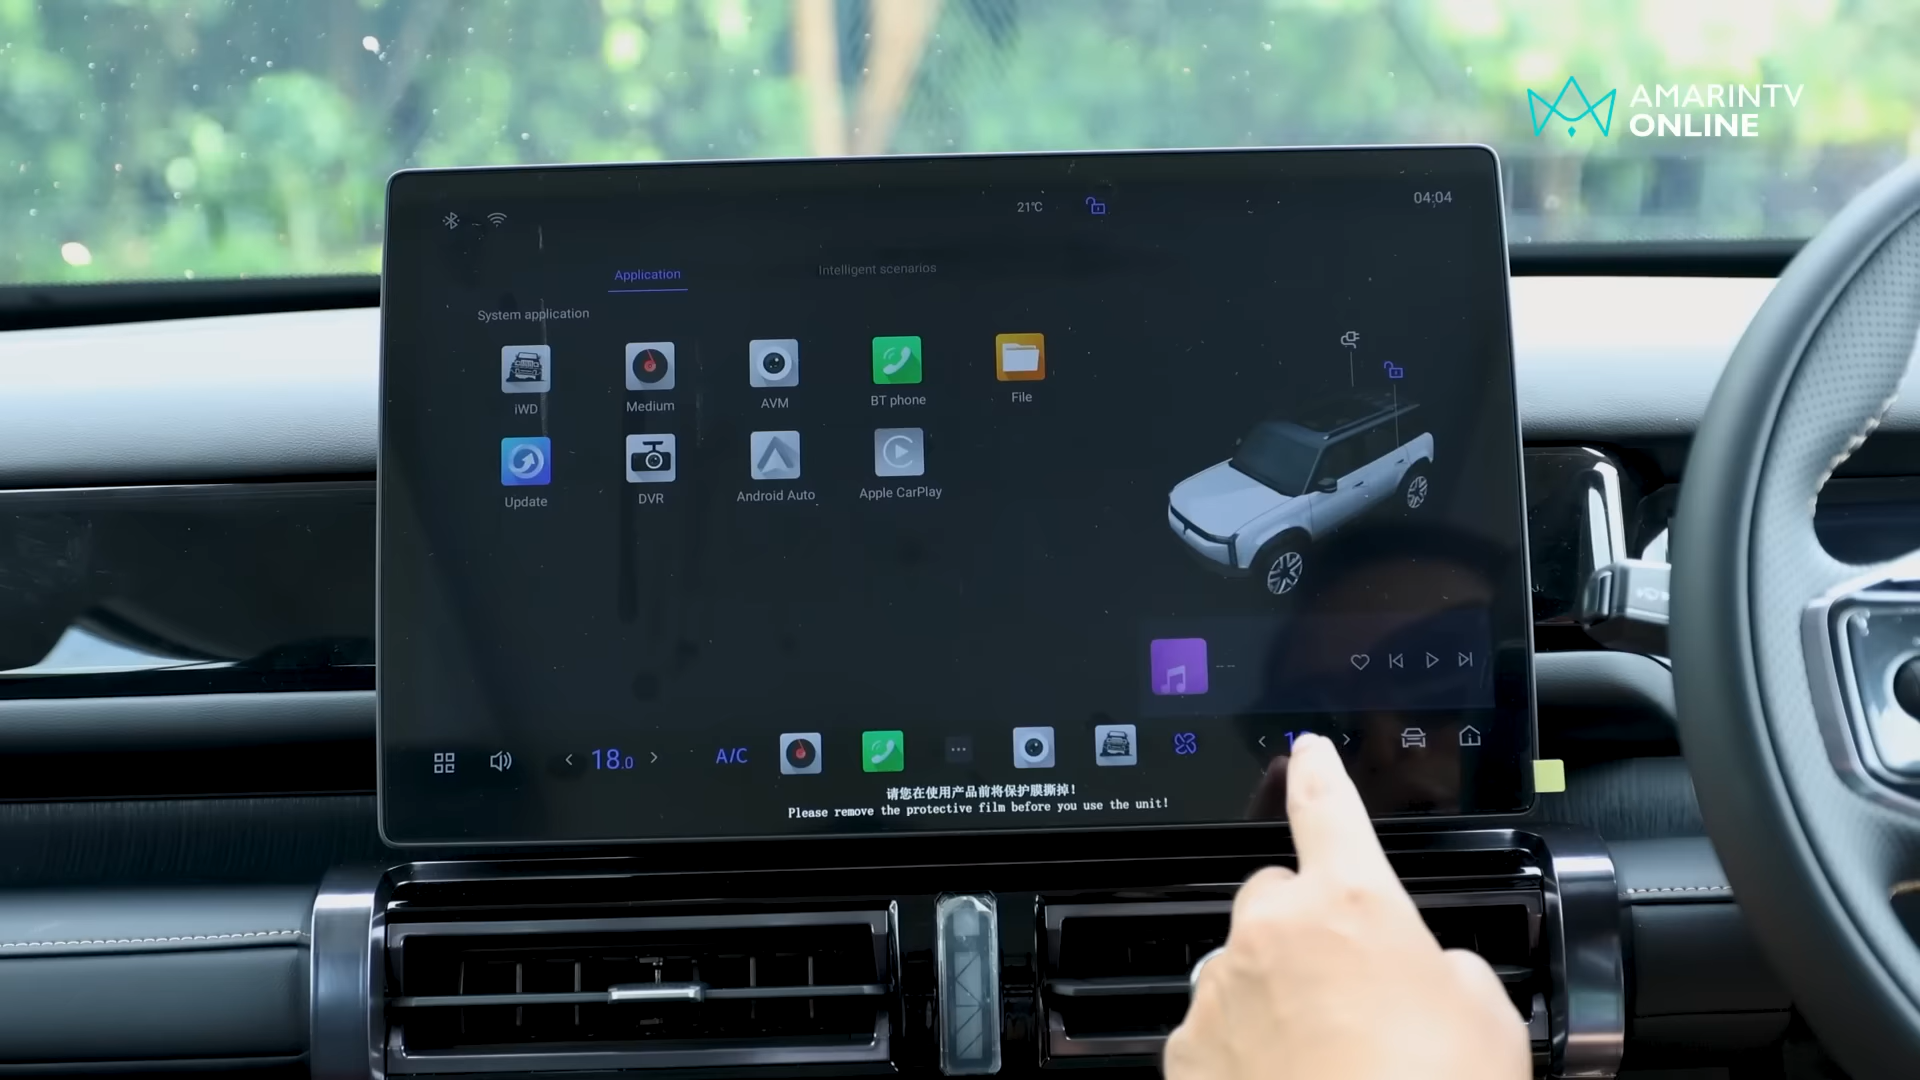 AMARINTV
ONLINE
21℃
04:04
Application
Intelligent scenarios
System application
iWD
Medium
AVM
BT phone
File
Update
DVR
Android Auto
Apple CarPlay
18.0
A/C
请您在使用产品前将保护膜撕掉!
Please remove the protective film before you use the unit!